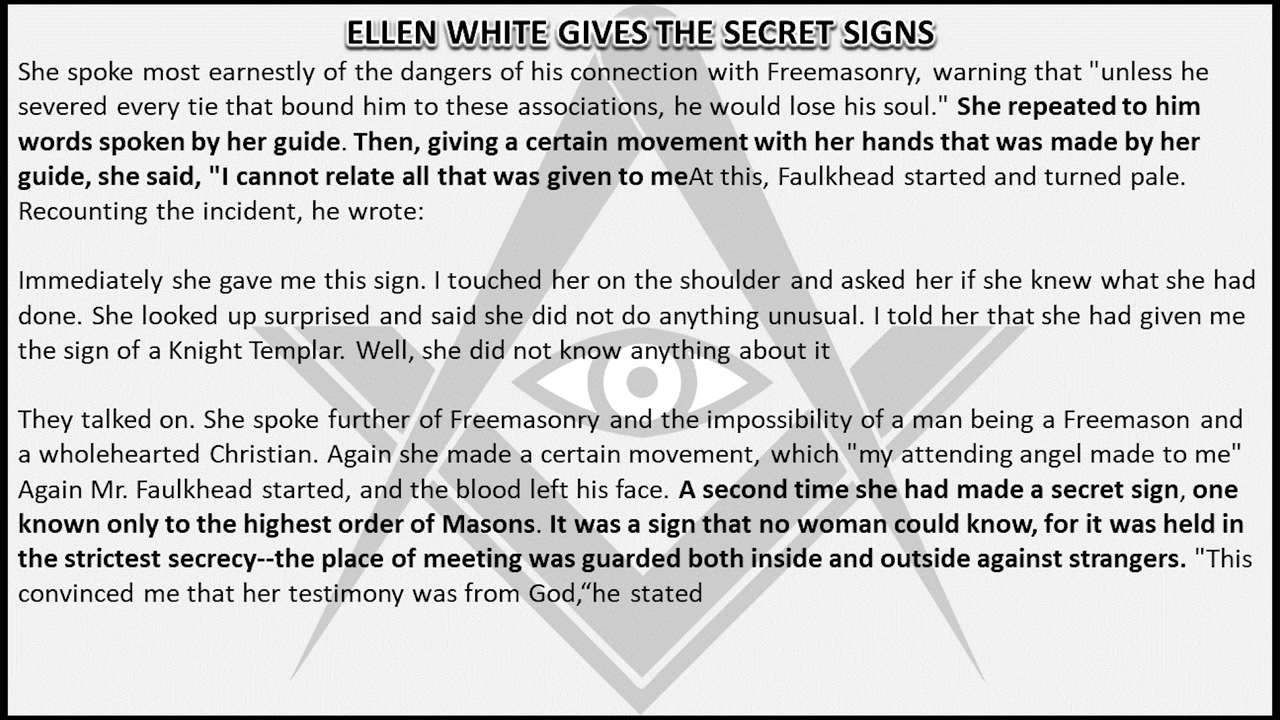 ELLEN WHITE GIVES THE SECRET SIGNS
She spoke most earnestly of the dangers of his connection with Freemasonry, warning that "unless he
severed every tie that bound him to these associations, he would lose his soul." She repeated to him
words spoken by her guide. Then, giving a certain movement with her hands that was made by her
guide, she said, "I cannot relate all that was given to meAt this, Faulkhead started and turned pale.
Recounting the incident, he wrote:
Immediately she gave me this sign. I touched her on the shoulder and asked her if she knew what she had
done. She looked up surprised and said she did not do anything unusual. I told her that she had given me
the sign of a Knight Templar. Well, she did not know anything about it
They talked on. She spoke further of Freemasonry and the impossibility of a man being a Freemason and
a wholehearted Christian. Again she made a certain movement, which "my attending angel made to me"
Again Mr. Faulkhead started, and the blood left his face. A second time she had made a secret sign, one
known only to the highest order of Masons. It was a sign that no woman could know, for it was held in
the strictest secrecy--the place of meeting was guarded both inside and outside against strangers. "This
convinced me that her testimony was from God,“he stated